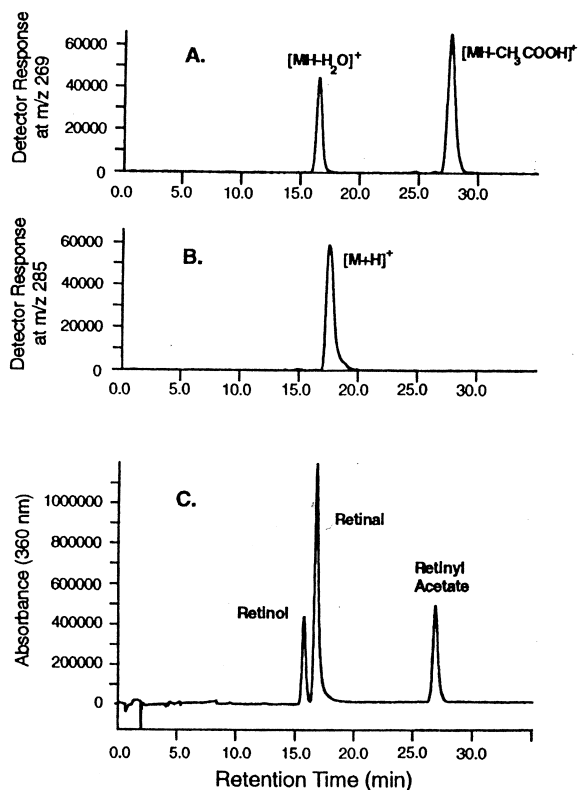 A.
Detector Response
at m/z 269
60000
40000
20000
0
[MH–H2O]+
[MH–CH3COOH]+
0.0 5.0 10.0 15.0 20.0 25.0 30.0
B.
Detector Response
at m/z 285
60000
40000
20000
0
[M+H]+
0.0 5.0 10.0 15.0 20.0 25.0 30.0
C.
Absorbance (360 nm)
1000000
800000
600000
400000
200000
0
Retinol
Retinal
Retinyl
Acetate
0.0 5.0 10.0 15.0 20.0 25.0 30.0
Retention Time (min)